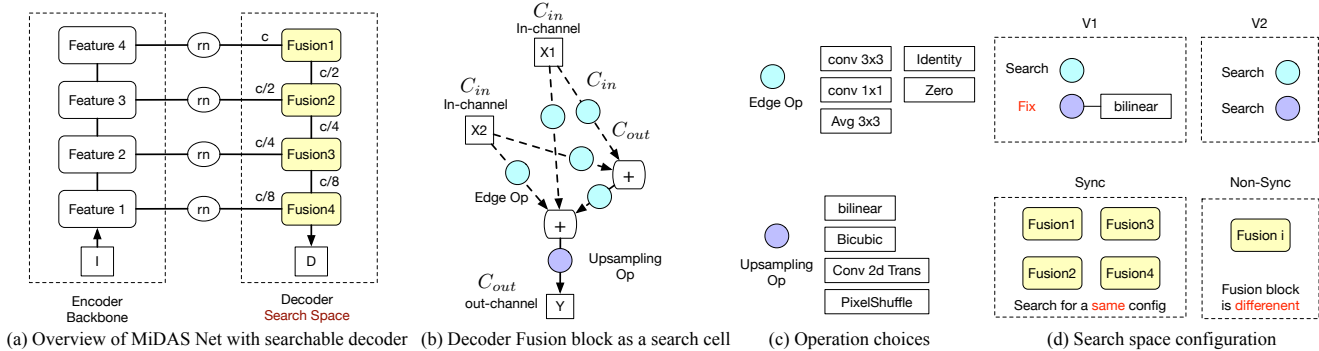 Feature 4
rn
c
Fusion1
c/2
Feature 3
rn
c/2
Fusion2
c/4
Feature 2
rn
c/4
Fusion3
c/8
Feature 1
rn
c/8
Fusion4
I
D
Encoder
Backbone
Decoder
Search Space
(a) Overview of MiDAS Net with searchable decoder
C_in
In-channel
X1
C_in
C_in
In-channel
X2
C_out
+
Edge Op
+
Upsampling
Op
C_out
out-channel
Y
(b) Decoder Fusion block as a search cell
Edge Op
conv 3x3
Identity
conv 1x1
Zero
Avg 3x3
Upsampling
Op
bilinear
Bicubic
Conv 2d Trans
PixelShuffle
(c) Operation choices
V1
Search
Fix
bilinear
V2
Search
Search
Sync
Fusion1
Fusion3
Fusion2
Fusion4
Search for a same config
Non-Sync
Fusion i
Fusion block
is differenent
(d) Search space configuration